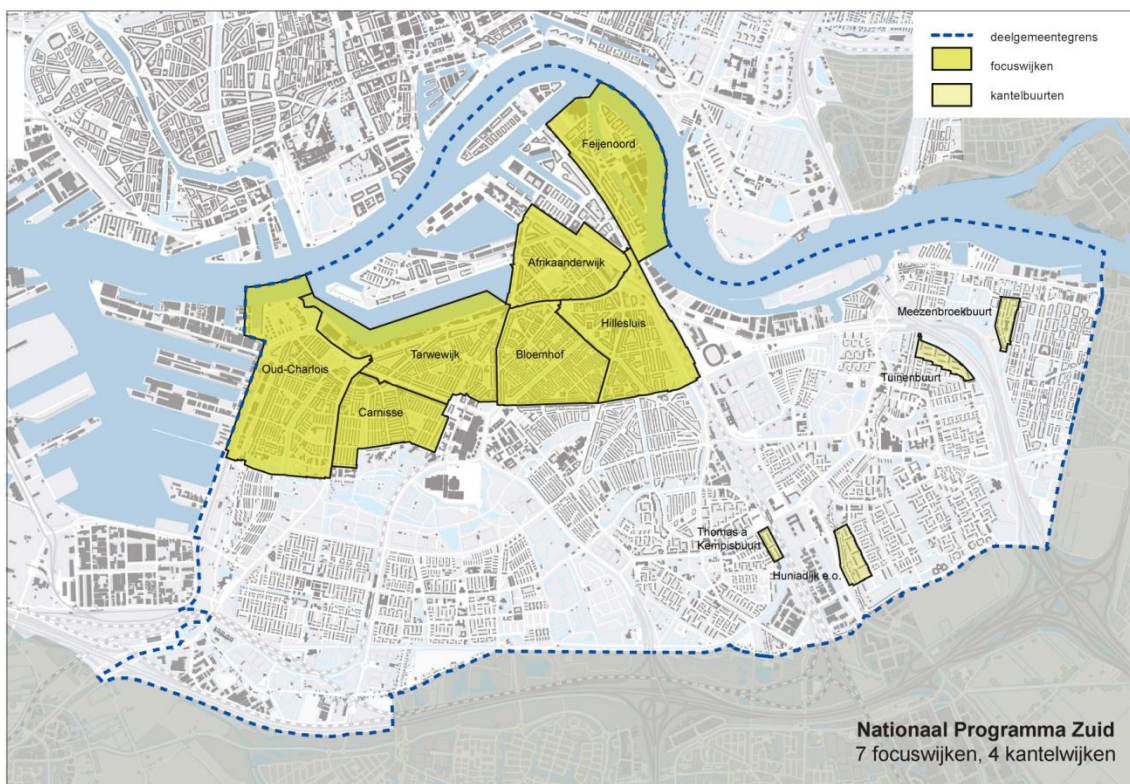 deelgemeentegrens
focuswijken
kantelbuurten
Feijenoord
Afrikaanderwijk
Hillesluis
Meezenbroekbuurt
Tarwewijk
Bloemhof
Oud-Charlois
Tuinenbuurt
Carnisse
Thomas a
Kempisbuurt
Huniadijk e.o.
Nationaal Programma Zuid
7 focuswijken, 4 kantelwijken